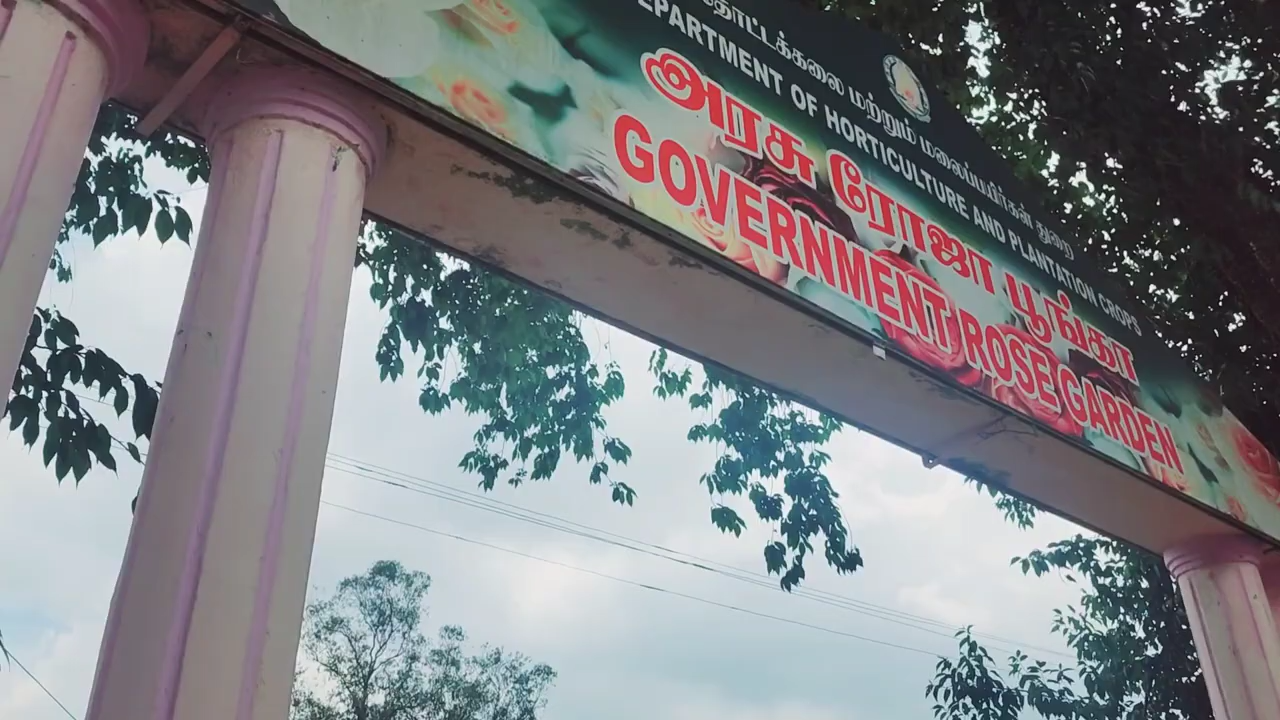 தோட்டக்கலை மற்றும் மலைப்பயிர்கள் துறை
EPARTMENT OF HORTICULTURE AND PLANTATION CROPS
அரசு ரோஜா பூங்கா
GOVERNMENT ROSE GARDEN